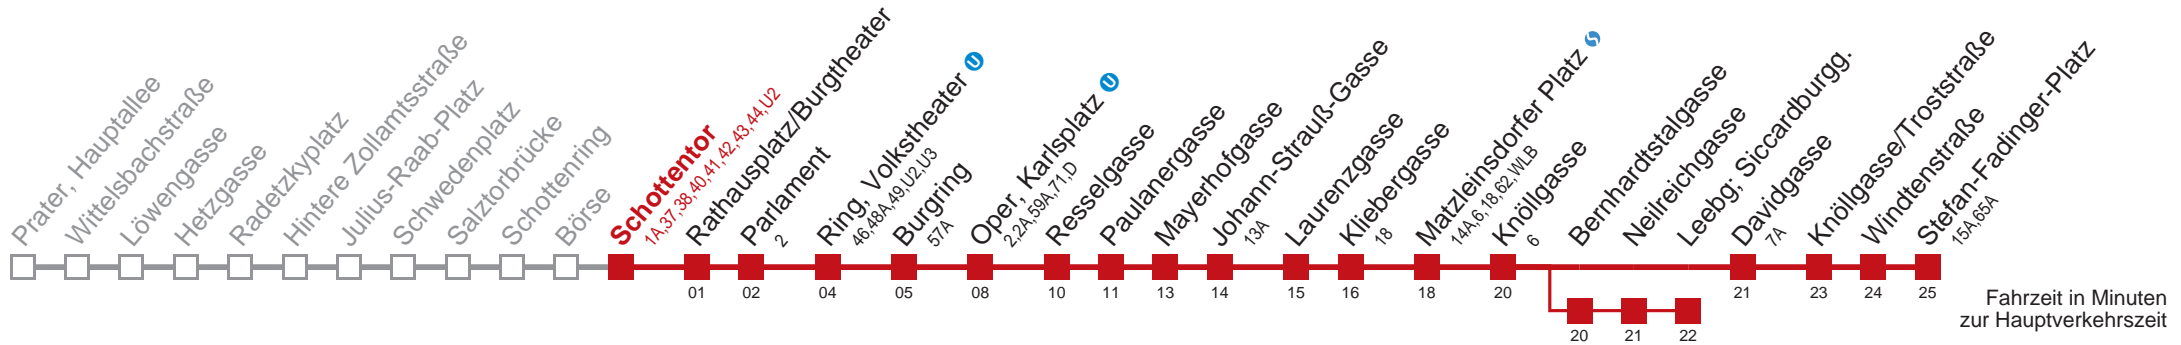 Prater, Hauptallee
Wittelsbachstraße
Löwengasse
Hetzgasse
Radetzkyplatz
Hintere Zollamtsstraße
Julius-Raab-Platz
Schwedenplatz
Salztorbrücke
Schottenring
Börse
Schottentor
1A,37,38,40,41,42,43,44,U2
Rathausplatz/Burgtheater
Parlament
2
Ring, Volkstheater U
46,48A,49,U2,U3
Burgring
57A
Oper, Karlsplatz U
2,2A,59A,71,D
Resselgasse
Paulanergasse
Mayerhofgasse
Johann-Strauß-Gasse
13A
Laurenzgasse
Kliebergasse
18
Matzleinsdorfer Platz
14A,6,18,62,WLB
Knöllgasse
6
Bernhardtstalgasse
Neilreichgasse
Leebg; Siccardburgg.
Davidgasse
7A
Knöllgasse/Troststraße
Windtenstraße
Stefan-Fadinger-Platz
15A,65A
01 02 04 05 08 10 11 13 14 15 16 18 20 21 23 24 25
20 21 22
Fahrzeit in Minuten
zur Hauptverkehrszeit